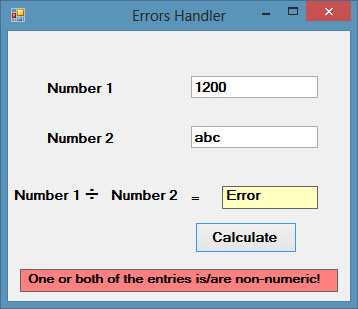 Errors Handler
Number 1 1200
Number 2 abc
Number 1 ÷ Number 2 = Error
Calculate
One or both of the entries is/are non-numeric!